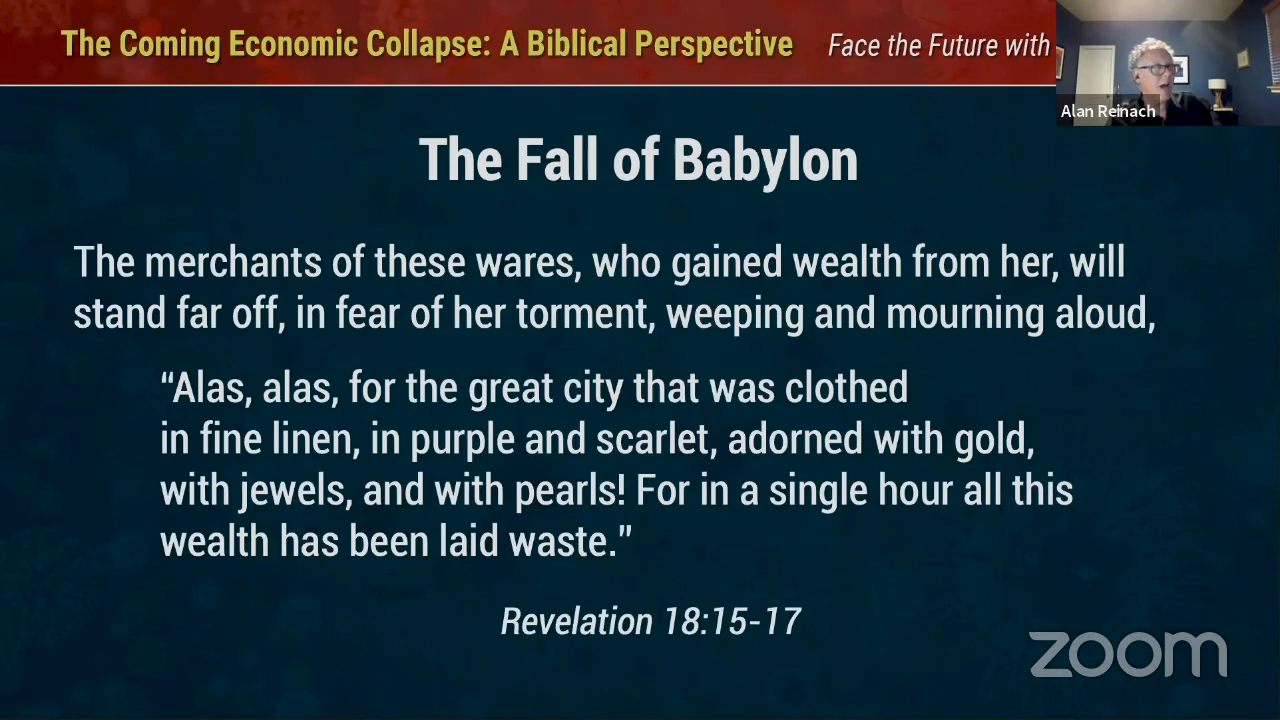 The Coming Economic Collapse: A Biblical Perspective Face the Future with
Alan Reinach
The Fall of Babylon
The merchants of these wares, who gained wealth from her, will
stand far off, in fear of her torment, weeping and mourning aloud,
“Alas, alas, for the great city that was clothed
in fine linen, in purple and scarlet, adorned with gold,
with jewels, and with pearls! For in a single hour all this
wealth has been laid waste.”
Revelation 18:15-17
zoom